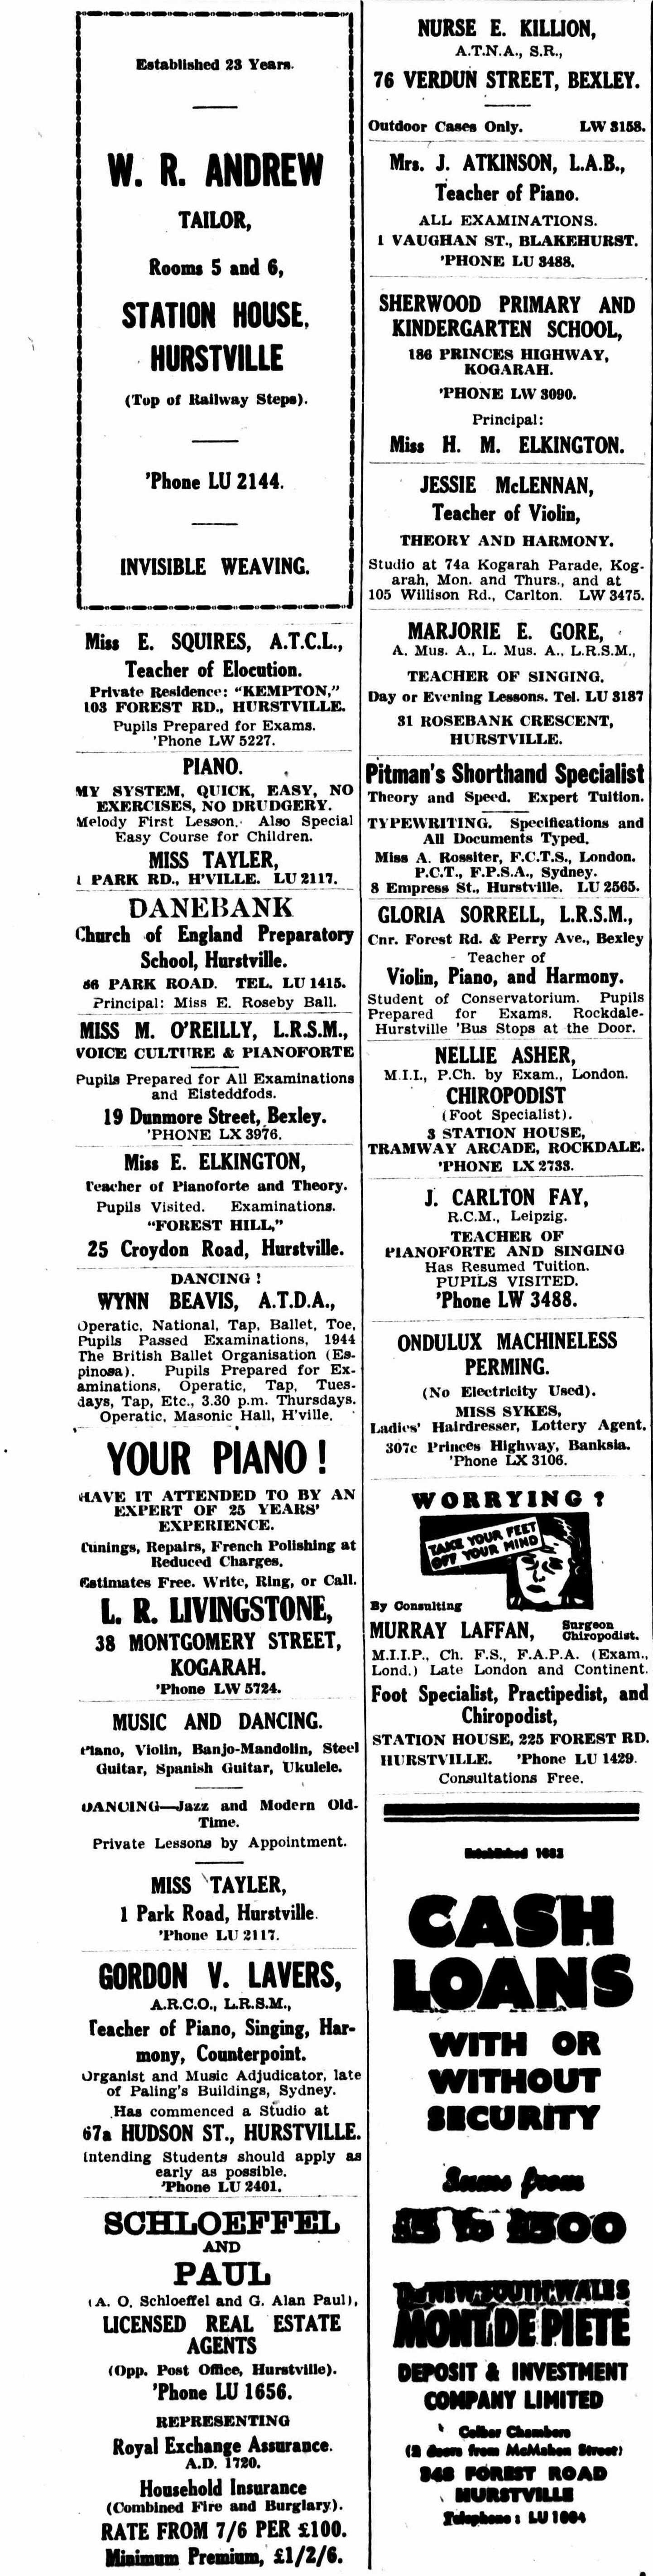 Established 23 Years.
W. R. ANDREW
TAILOR,
Rooms 5 and 6,
STATION HOUSE,
HURSTVILLE
(Top of Railway Steps).
'Phone LU 2144.
INVISIBLE WEAVING.
Miss E. SQUIRES, A.T.C.L.,
Teacher of Elocution.
Private Residence: "KEMPTON,"
103 FOREST RD., HURSTVILLE.
Pupils Prepared for Exams.
'Phone LW 5227.
PIANO.
MY SYSTEM, QUICK, EASY, NO
EXERCISES, NO DRUDGERY.
Melody First Lesson. Also Special
Easy Course for Children.
MISS TAYLER,
1 PARK RD., H'VILLE. LU 2117.
DANEBANK
Church of England Preparatory
School, Hurstville.
66 PARK ROAD. TEL. LU 1415.
Principal: Miss E. Roseby Ball.
MISS M. O'REILLY, L.R.S.M.,
VOICE CULTURE & PIANOFORTE
Pupils Prepared for All Examinations
and Eisteddfods.
19 Dunmore Street, Bexley.
'PHONE LX 3976.
Miss E. ELKINGTON,
Teacher of Pianoforte and Theory.
Pupils Visited. Examinations.
"FOREST HILL,"
25 Croydon Road, Hurstville.
DANCING!
WYNN BEAVIS, A.T.D.A.,
Operatic, National, Tap, Ballet, Toe,
Pupils Passed Examinations, 1944
The British Ballet Organisation (Es-
pinosa). Pupils Prepared for Ex-
aminations, Operatic, Tap, Tues-
days, Tap, Etc., 3.30 p.m. Thursdays.
Operatic, Masonic Hall, H'ville.
YOUR PIANO!
HAVE IT ATTENDED TO BY AN
EXPERT OF 25 YEARS'
EXPERIENCE.
Tunings, Repairs, French Polishing at
Reduced Charges.
Estimates Free. Write, Ring, or Call.
L. R. LIVINGSTONE,
38 MONTGOMERY STREET,
KOGARAH.
'Phone LW 5724.
MUSIC AND DANCING.
Piano, Violin, Banjo-Mandolin, Steel
Guitar, Spanish Guitar, Ukulele.
DANCING—Jazz and Modern Old-
Time.
Private Lessons by Appointment.
MISS TAYLER,
1 Park Road, Hurstville.
'Phone LU 2117.
GORDON V. LAVERS,
A.R.C.O., L.R.S.M.,
Teacher of Piano, Singing, Har-
mony, Counterpoint.
Organist and Music Adjudicator, late
of Paling's Buildings, Sydney.
Has commenced a Studio at
67a HUDSON ST., HURSTVILLE.
Intending Students should apply as
early as possible.
'Phone LU 2401.
SCHLOEFFEL
AND
PAUL
(A. O. Schloeffel and G. Alan Paul),
LICENSED REAL ESTATE
AGENTS
(Opp. Post Office, Hurstville).
'Phone LU 1656.
REPRESENTING
Royal Exchange Assurance.
A.D. 1720.
Household Insurance
(Combined Fire and Burglary).
RATE FROM 7/6 PER £100.
Minimum Premium, £1/2/6.
NURSE E. KILLION,
A.T.N.A., S.R.,
76 VERDUN STREET, BEXLEY.
Outdoor Cases Only. LW 3158.
Mrs. J. ATKINSON, L.A.B.,
Teacher of Piano.
ALL EXAMINATIONS.
1 VAUGHAN ST., BLAKEHURST.
'PHONE LU 3488.
SHERWOOD PRIMARY AND
KINDERGARTEN SCHOOL,
186 PRINCES HIGHWAY,
KOGARAH.
'PHONE LW 3090.
Principal:
Miss H. M. ELKINGTON.
JESSIE McLENNAN,
Teacher of Violin,
THEORY AND HARMONY.
Studio at 74a Kogarah Parade, Kog-
arah, Mon. and Thurs., and at
105 Willison Rd., Carlton. LW 3475.
MARJORIE E. GORE,
A. Mus. A., L. Mus. A., L.R.S.M.,
TEACHER OF SINGING.
Day or Evening Lessons. Tel. LU 3187
31 ROSEBANK CRESCENT,
HURSTVILLE.
Pitman's Shorthand Specialist
Theory and Speed. Expert Tuition.
TYPEWRITING. Specifications and
All Documents Typed.
Miss A. Rossiter, F.C.T.S., London.
P.C.T., F.P.S.A., Sydney.
8 Empress St., Hurstville. LU 2565.
GLORIA SORRELL, L.R.S.M.,
Cnr. Forest Rd. & Perry Ave., Bexley
Teacher of
Violin, Piano, and Harmony.
Student of Conservatorium. Pupils
Prepared for Exams. Rockdale-
Hurstville 'Bus Stops at the Door.
NELLIE ASHER,
M.I.I., P.Ch. by Exam., London.
CHIROPODIST
(Foot Specialist).
3 STATION HOUSE,
TRAMWAY ARCADE, ROCKDALE.
'PHONE LX 2733.
J. CARLTON FAY,
R.C.M., Leipzig.
TEACHER OF
PIANOFORTE AND SINGING
Has Resumed Tuition.
PUPILS VISITED.
'Phone LW 3488.
ONDULUX MACHINELESS
PERMING.
(No Electricity Used).
MISS SYKES,
Ladies' Hairdresser, Lottery Agent.
307c Princes Highway, Banksia.
'Phone LX 3106.
WORRYING?
TAKE YOUR FEET
OFF YOUR MIND
By Consulting
MURRAY LAFFAN, Surgeon Chiropodist.
M.I.I.P., Ch. F.S., F.A.P.A. (Exam.,
Lond.) Late London and Continent.
Foot Specialist, Practipedist, and
Chiropodist,
STATION HOUSE, 225 FOREST RD.
HURSTVILLE. 'Phone LU 1429.
Consultations Free.
Established
CASH
LOANS
WITH OR
WITHOUT
SECURITY
Sums from
£5 to £500
The NEW SOUTH WALES
MONT DE PIETE
DEPOSIT & INVESTMENT
COMPANY LIMITED
Colbar Chambers
(2 doors from McMahon Street)
FOREST ROAD
HURSTVILLE
Telephone: LU